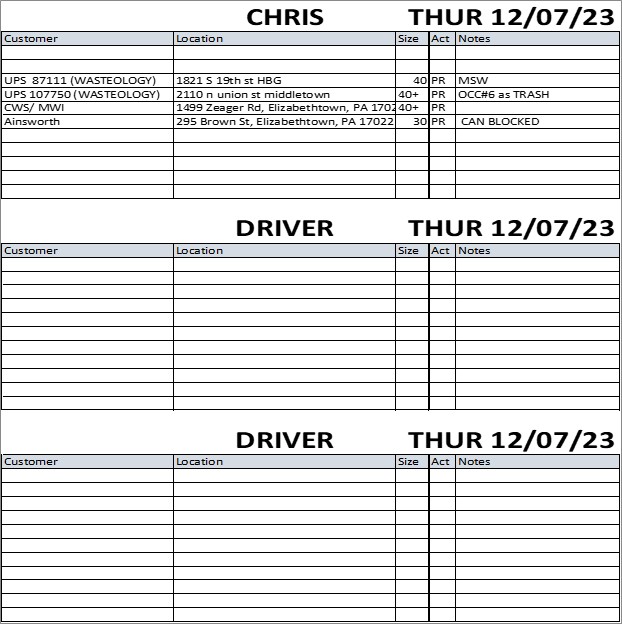 CHRIS THUR 12/07/23
Customer Location Size Act Notes
UPS 87111 (WASTEOLOGY) 1821 S 19th st HBG 40 PR MSW
UPS 107750 (WASTEOLOGY) 2110 n union st middletown 40+ PR OCC#6 as TRASH
CWS/ MWI 1499 Zeager Rd, Elizabethtown, PA 1702 40+ PR
Ainsworth 295 Brown St, Elizabethtown, PA 17022 30 PR CAN BLOCKED
DRIVER THUR 12/07/23
Customer Location Size Act Notes
DRIVER THUR 12/07/23
Customer Location Size Act Notes